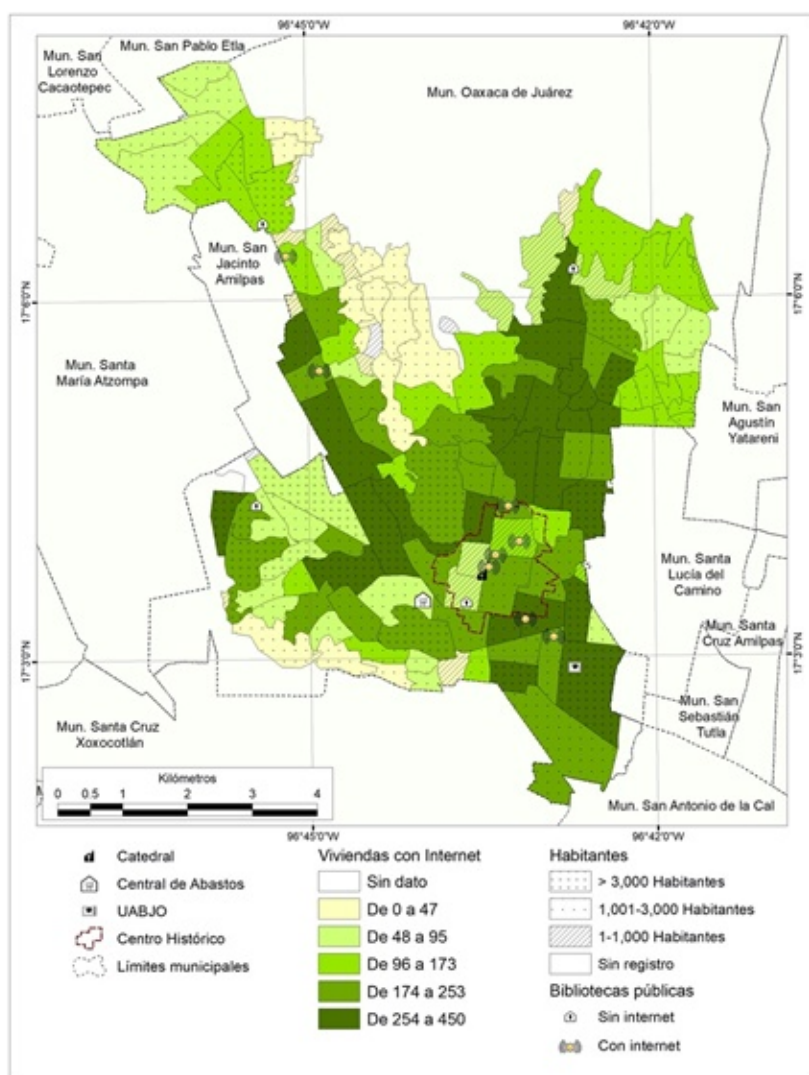 96°45'0"W
96°42'0"W
Mun. San Pablo Etla
Mun. San
Lorenzo
Cacaotepec
Mun. Oaxaca de Juárez
Mun. San
Jacinto
Amilpas
17°6'0"N
17°6'0"N
Mun. Santa
María Atzompa
Mun. San
Agustín
Yatareni
Mun. Santa
Lucía del
Camino
Mun. Santa
Cruz Amilpas
17°3'0"N
17°3'0"N
Mun. Santa Cruz
Xoxocotlán
Mun. San
Sebastián
Tutla
Mun. San Antonio de la Cal
Kilómetros
0 0.5 1 2 3 4
96°45'0"W
96°42'0"W
Catedral
Central de Abastos
UABJO
Centro Histórico
Límites municipales
Viviendas con Internet
Sin dato
De 0 a 47
De 48 a 95
De 96 a 173
De 174 a 253
De 254 a 450
Habitantes
> 3,000 Habitantes
1,001-3,000 Habitantes
1-1,000 Habitantes
Sin registro
Bibliotecas públicas
Sin internet
Con internet